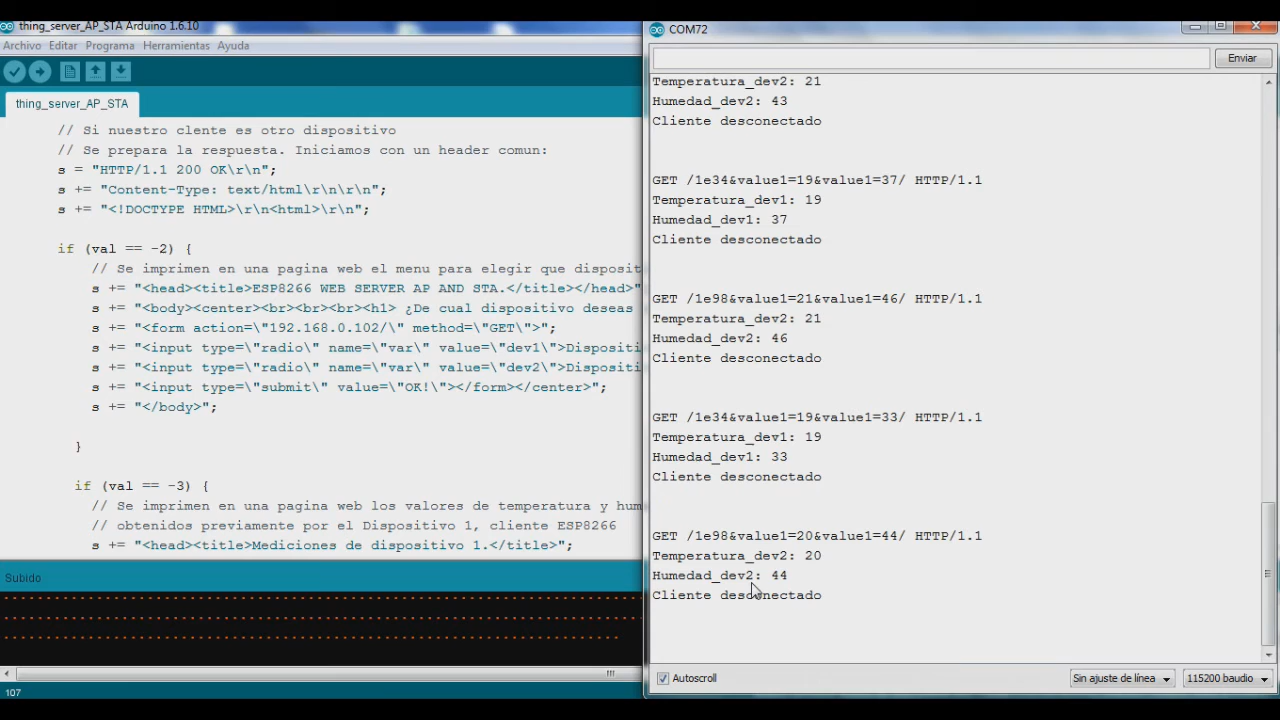 thing_server_AP_STA Arduino 1.6.10
Archivo Editar Programa Herramientas Ayuda
thing_server_AP_STA
// Si nuestro clente es otro dispositivo
// Se prepara la respuesta. Iniciamos con un header comun:
s = "HTTP/1.1 200 OK\r\n";
s += "Content-Type: text/html\r\n\r\n";
s += "<!DOCTYPE HTML>\r\n<html>\r\n";
if (val == -2) {
// Se imprimen en una pagina web el menu para elegir que disposit
s += "<head><title>ESP8266 WEB SERVER AP AND STA.</title></head>"
s += "<body><center><br><br><br><h1> ¿De cual dispositivo deseas
s += "<form action=\"192.168.0.102/\" method=\"GET\">";
s += "<input type=\"radio\" name=\"var\" value=\"dev1\">Dispositi
s += "<input type=\"radio\" name=\"var\" value=\"dev2\">Dispositi
s += "<input type=\"submit\" value=\"OK!\"></form></center>";
s += "</body>";
}
if (val == -3) {
// Se imprimen en una pagina web los valores de temperatura y hum
// obtenidos previamente por el Dispositivo 1, cliente ESP8266
s += "<head><title>Mediciones de dispositivo 1.</title>";
Subido
107
COM72
Enviar
Temperatura_dev2: 21
Humedad_dev2: 43
Cliente desconectado
GET /1e34&value1=19&value1=37/ HTTP/1.1
Temperatura_dev1: 19
Humedad_dev1: 37
Cliente desconectado
GET /1e98&value1=21&value1=46/ HTTP/1.1
Temperatura_dev2: 21
Humedad_dev2: 46
Cliente desconectado
GET /1e34&value1=19&value1=33/ HTTP/1.1
Temperatura_dev1: 19
Humedad_dev1: 33
Cliente desconectado
GET /1e98&value1=20&value1=44/ HTTP/1.1
Temperatura_dev2: 20
Humedad_dev2: 44
Cliente desconectado
Autoscroll
Sin ajuste de línea
115200 baudio